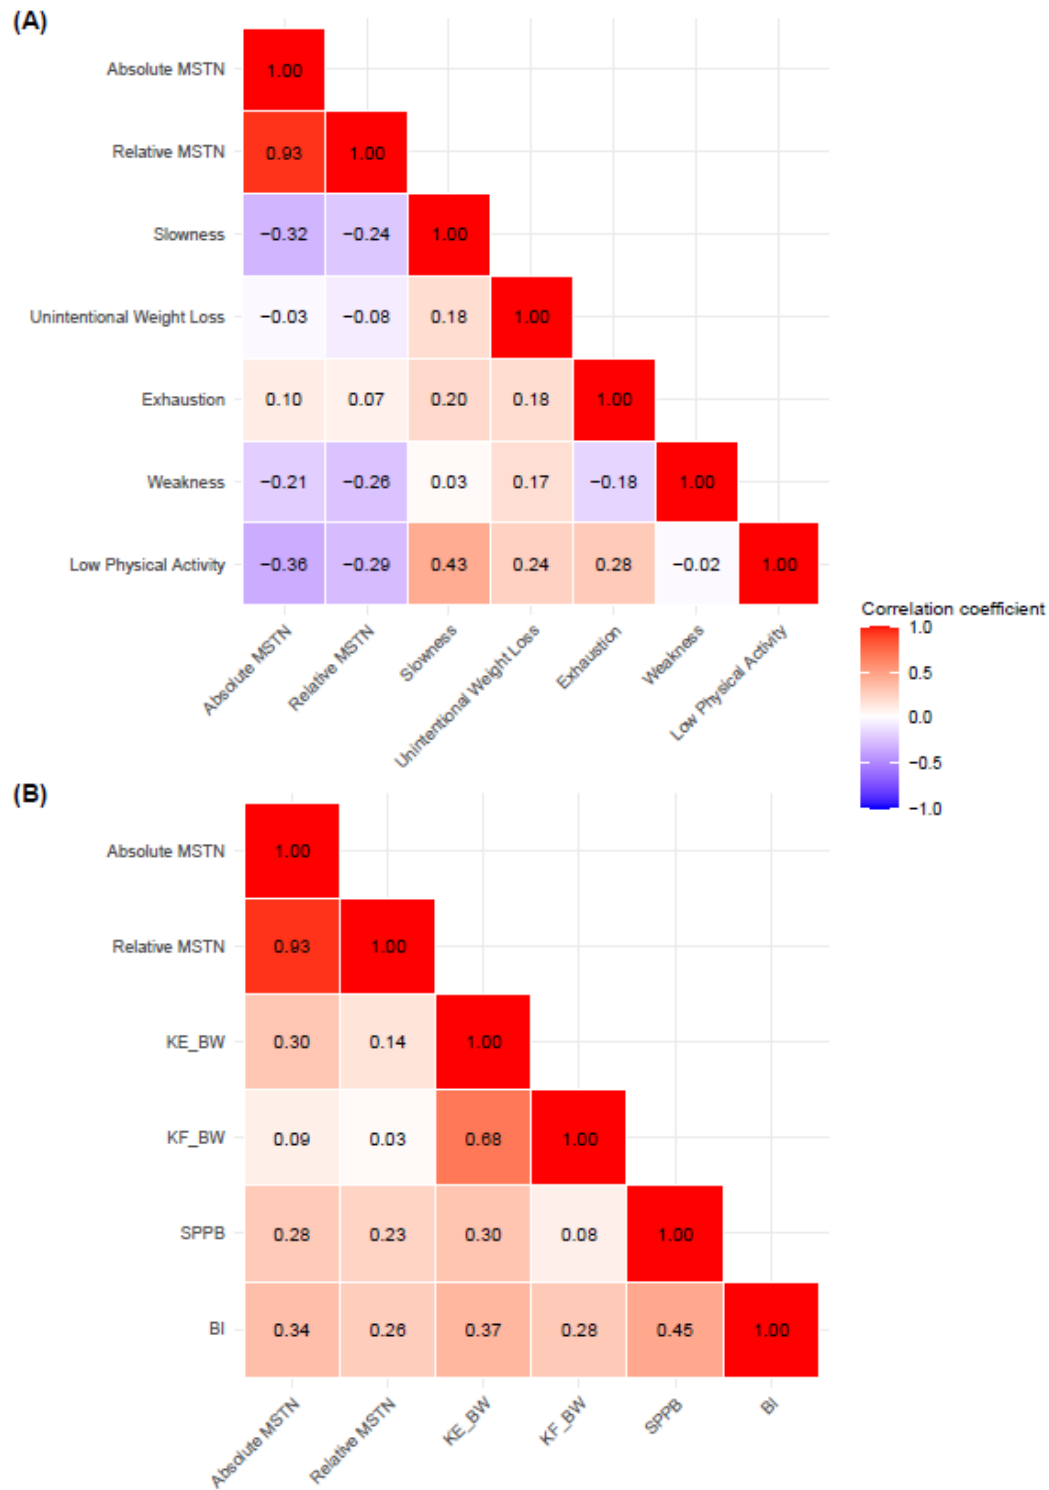 (A)
Absolute MSTN 1.00
Relative MSTN 0.93 1.00
Slowness −0.32 −0.24 1.00
Unintentional Weight Loss −0.03 −0.08 0.18 1.00
Exhaustion 0.10 0.07 0.20 0.18 1.00
Weakness −0.21 −0.26 0.03 0.17 −0.18 1.00
Low Physical Activity −0.36 −0.29 0.43 0.24 0.28 −0.02 1.00
Absolute MSTN
Relative MSTN
Slowness
Unintentional Weight Loss
Exhaustion
Weakness
Low Physical Activity
Correlation coefficient
1.0
0.5
0.0
−0.5
−1.0
(B)
Absolute MSTN 1.00
Relative MSTN 0.93 1.00
KE_BW 0.30 0.14 1.00
KF_BW 0.09 0.03 0.68 1.00
SPPB 0.28 0.23 0.30 0.08 1.00
BI 0.34 0.26 0.37 0.28 0.45 1.00
Absolute MSTN
Relative MSTN
KE_BW
KF_BW
SPPB
BI